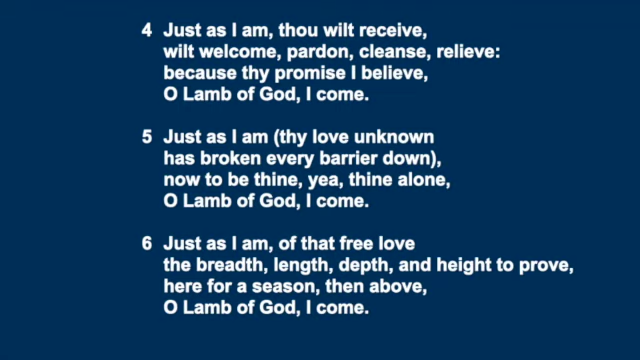 4 Just as I am, thou wilt receive,
wilt welcome, pardon, cleanse, relieve:
because thy promise I believe,
O Lamb of God, I come.
5 Just as I am (thy love unknown
has broken every barrier down),
now to be thine, yea, thine alone,
O Lamb of God, I come.
6 Just as I am, of that free love
the breadth, length, depth, and height to prove,
here for a season, then above,
O Lamb of God, I come.